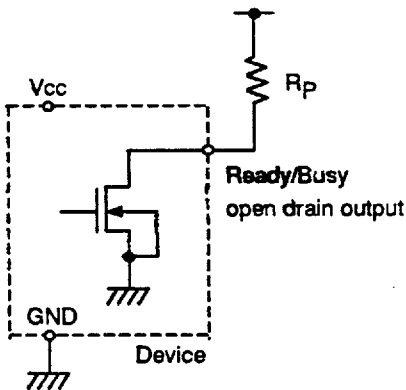 Vcc
Rp
Ready/Busy
open drain output
GND
Device